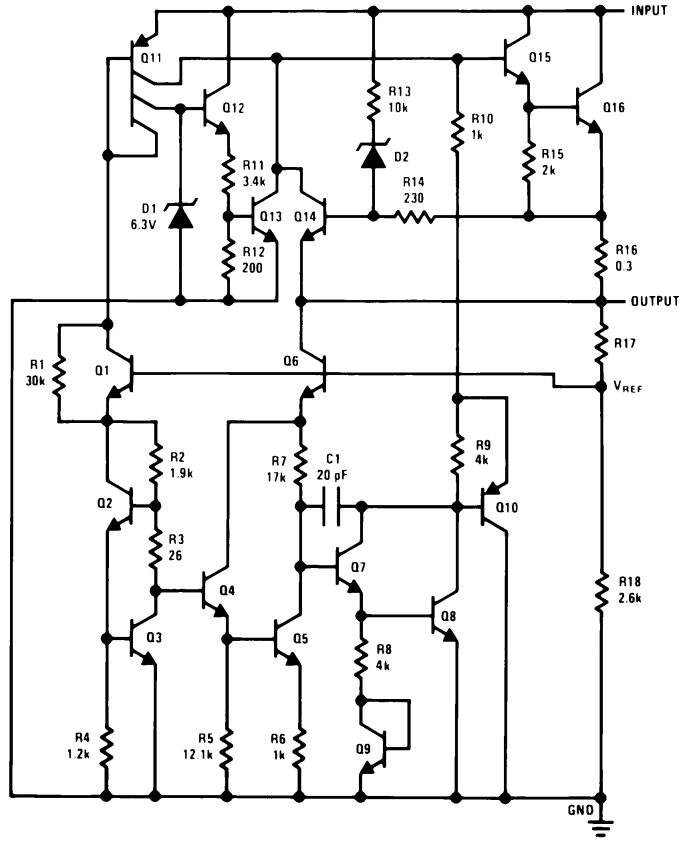 INPUT
Q11
Q15
Q12
Q16
R13
10k
R10
1k
R11
3.4k
D2
R15
2k
D1
6.3V
R14
230
Q13
Q14
R12
200
R16
0.3
OUTPUT
R17
R1
30k
Q1
Q6
VREF
R2
1.9k
R7
17k
C1
20 pF
R9
4k
Q2
Q10
R3
26
Q4
Q7
R18
2.6k
Q3
Q5
Q8
R8
4k
R4
1.2k
R5
12.1k
R6
1k
Q9
GND